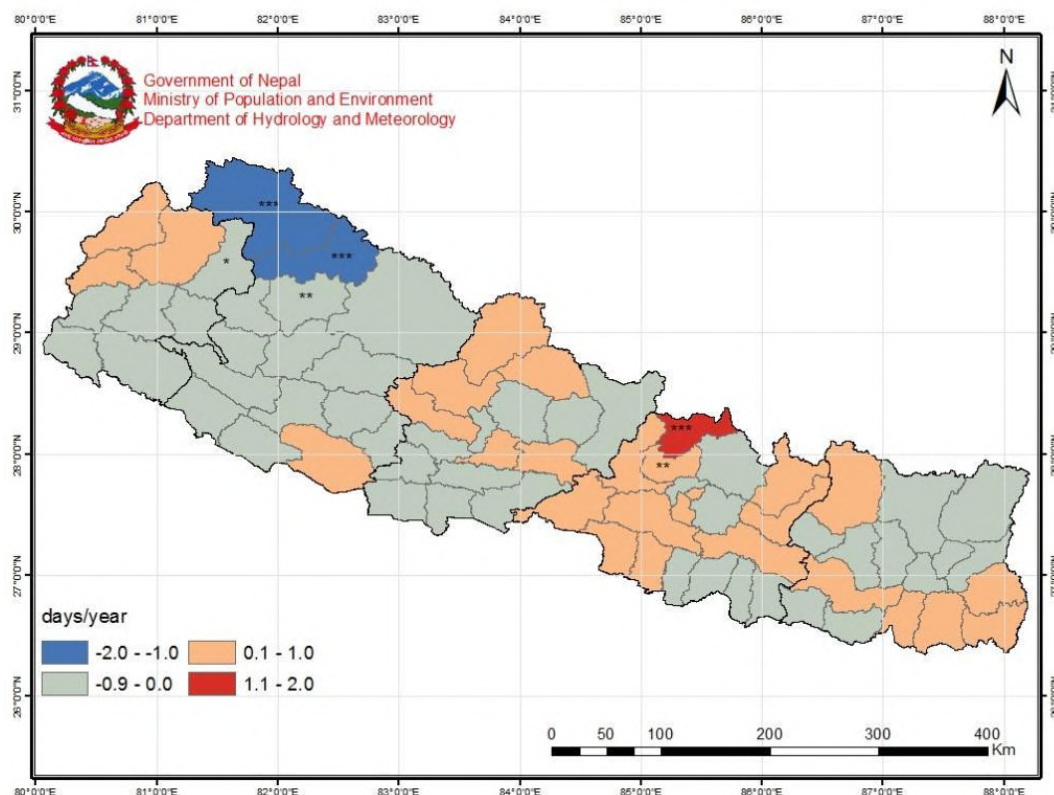 80°0'0"E 81°0'0"E 82°0'0"E 83°0'0"E 84°0'0"E 85°0'0"E 86°0'0"E 87°0'0"E 88°0'0"E
Government of Nepal
Ministry of Population and Environment
Department of Hydrology and Meteorology
N
31°0'0"N
30°0'0"N
29°0'0"N
28°0'0"N
27°0'0"N
26°0'0"N
***
***
*
**
***
**
days/year
-2.0 - -1.0
0.1 - 1.0
-0.9 - 0.0
1.1 - 2.0
0 50 100 200 300 400
Km
80°0'0"E 81°0'0"E 82°0'0"E 83°0'0"E 84°0'0"E 85°0'0"E 86°0'0"E 87°0'0"E 88°0'0"E